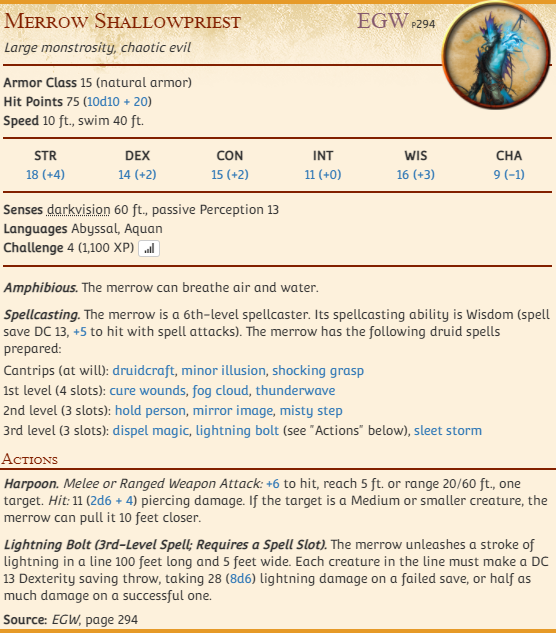 Merrow Shallowpriest EGW p294
Large monstrosity, chaotic evil
Armor Class 15 (natural armor)
Hit Points 75 (10d10 + 20)
Speed 10 ft., swim 40 ft.
STR DEX CON INT WIS CHA
18 (+4) 14 (+2) 15 (+2) 11 (+0) 16 (+3) 9 (−1)
Senses darkvision 60 ft., passive Perception 13
Languages Abyssal, Aquan
Challenge 4 (1,100 XP)
Amphibious. The merrow can breathe air and water.
Spellcasting. The merrow is a 6th-level spellcaster. Its spellcasting ability is Wisdom (spell
save DC 13, +5 to hit with spell attacks). The merrow has the following druid spells
prepared:
Cantrips (at will): druidcraft, minor illusion, shocking grasp
1st level (4 slots): cure wounds, fog cloud, thunderwave
2nd level (3 slots): hold person, mirror image, misty step
3rd level (3 slots): dispel magic, lightning bolt (see "Actions" below), sleet storm
Actions
Harpoon. Melee or Ranged Weapon Attack: +6 to hit, reach 5 ft. or range 20/60 ft., one
target. Hit: 11 (2d6 + 4) piercing damage. If the target is a Medium or smaller creature, the
merrow can pull it 10 feet closer.
Lightning Bolt (3rd-Level Spell; Requires a Spell Slot). The merrow unleashes a stroke of
lightning in a line 100 feet long and 5 feet wide. Each creature in the line must make a DC
13 Dexterity saving throw, taking 28 (8d6) lightning damage on a failed save, or half as
much damage on a successful one.
Source: EGW, page 294